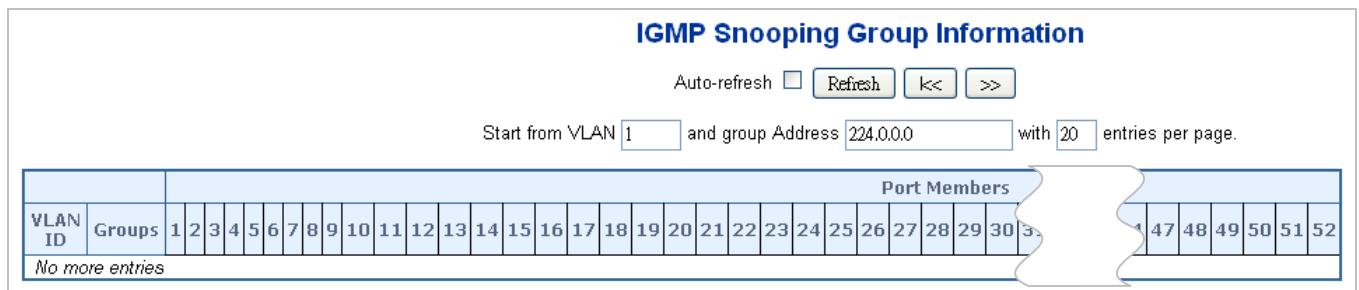 IGMP Snooping Group Information
Auto-refresh Refresh |<< >>
Start from VLAN 1 and group Address 224.0.0.0 with 20 entries per page.
Port Members
VLAN ID Groups 1 2 3 4 5 6 7 8 9 10 11 12 13 14 15 16 17 18 19 20 21 22 23 24 25 26 27 28 29 30 47 48 49 50 51 52
No more entries